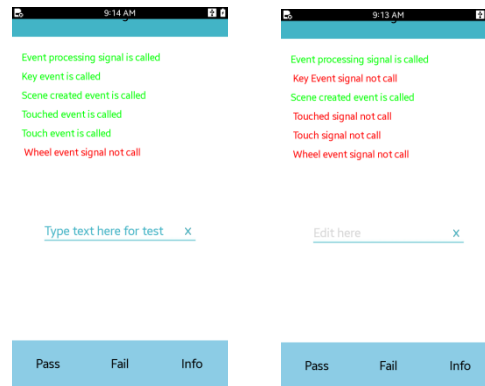 9:14 AM
Event processing signal is called
Key event is called
Scene created event is called
Touched event is called
Touch event is called
Wheel event signal not call
Type text here for test x
Pass Fail Info
9:13 AM
Event processing signal is called
Key Event signal not call
Scene created event is called
Touched signal not call
Touch signal not call
Wheel event signal not call
Edit here x
Pass Fail Info